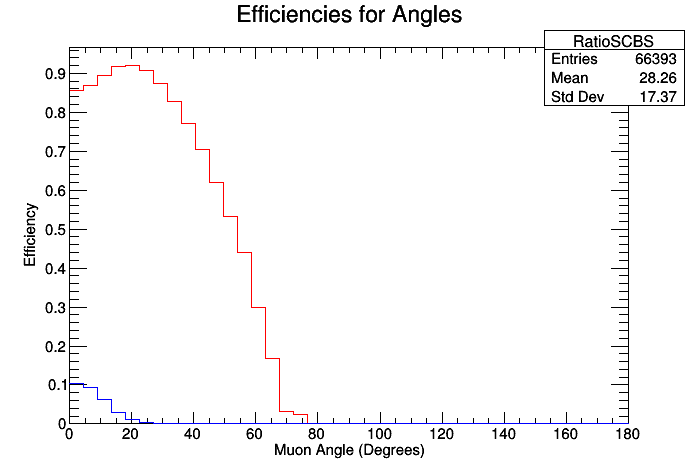 Efficiencies for Angles
RatioSCBS
Entries 66393
Mean 28.26
Std Dev 17.37
Efficiency
0.9
0.8
0.7
0.6
0.5
0.4
0.3
0.2
0.1
0
0 20 40 60 80 100 120 140 160 180
Muon Angle (Degrees)